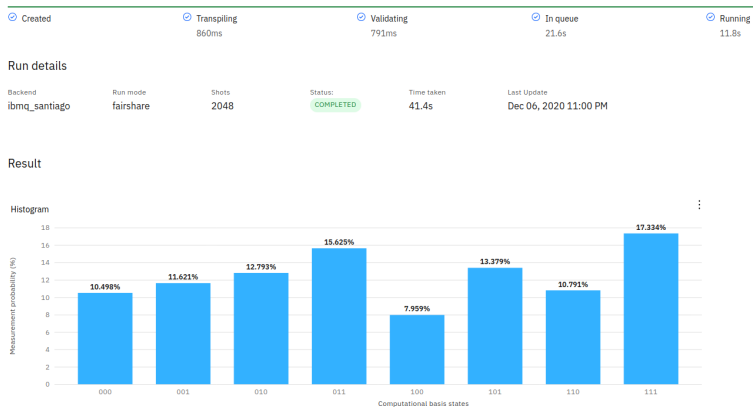 Created Transpiling Validating In queue Running
860ms 791ms 21.6s 11.8s
Run details
Backend Run mode Shots Status: Time taken Last Update
ibmq_santiago fairshare 2048 COMPLETED 41.4s Dec 06, 2020 11:00 PM
Result
Histogram
Measurement probability (%)
18
16
14
12
10
8
6
4
2
0
10.498% 11.621% 12.793% 15.625% 7.959% 13.379% 10.791% 17.334%
000 001 010 011 100 101 110 111
Computational basis states